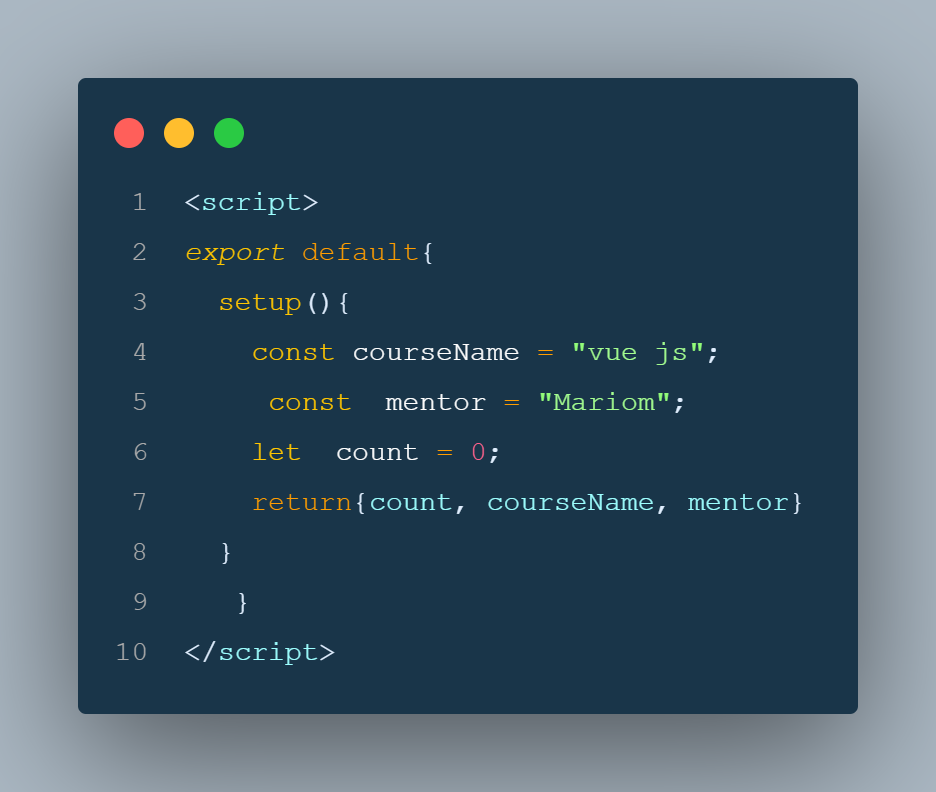 1 <script>
2 export default{
3   setup(){
4     const courseName = "vue js";
5      const  mentor = "Mariom";
6     let  count = 0;
7     return{count, courseName, mentor}
8   }
9    }
10 </script>